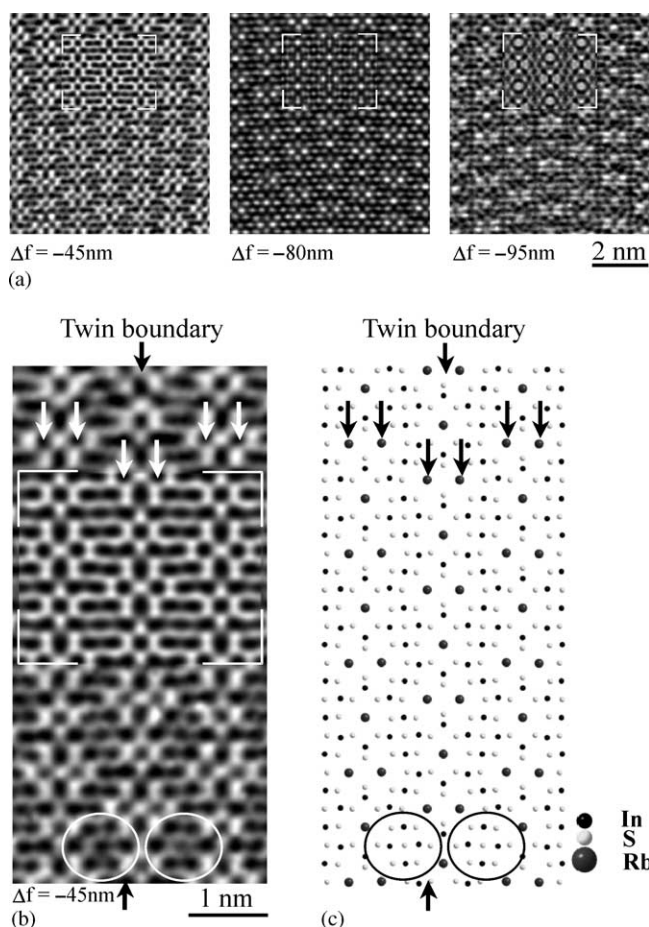 Δf = −45nm
Δf = −80nm
Δf = −95nm
2 nm
(a)
Twin boundary
Twin boundary
Δf = −45nm
1 nm
In
S
Rb
(b)
(c)